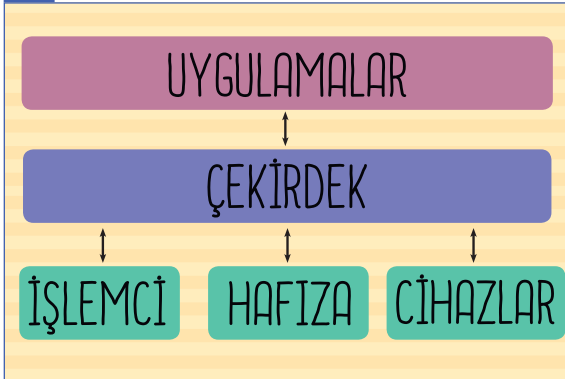 UYGULAMALAR
ÇEKİRDEK
İŞLEMCİ
HAFIZA
CİHAZLAR